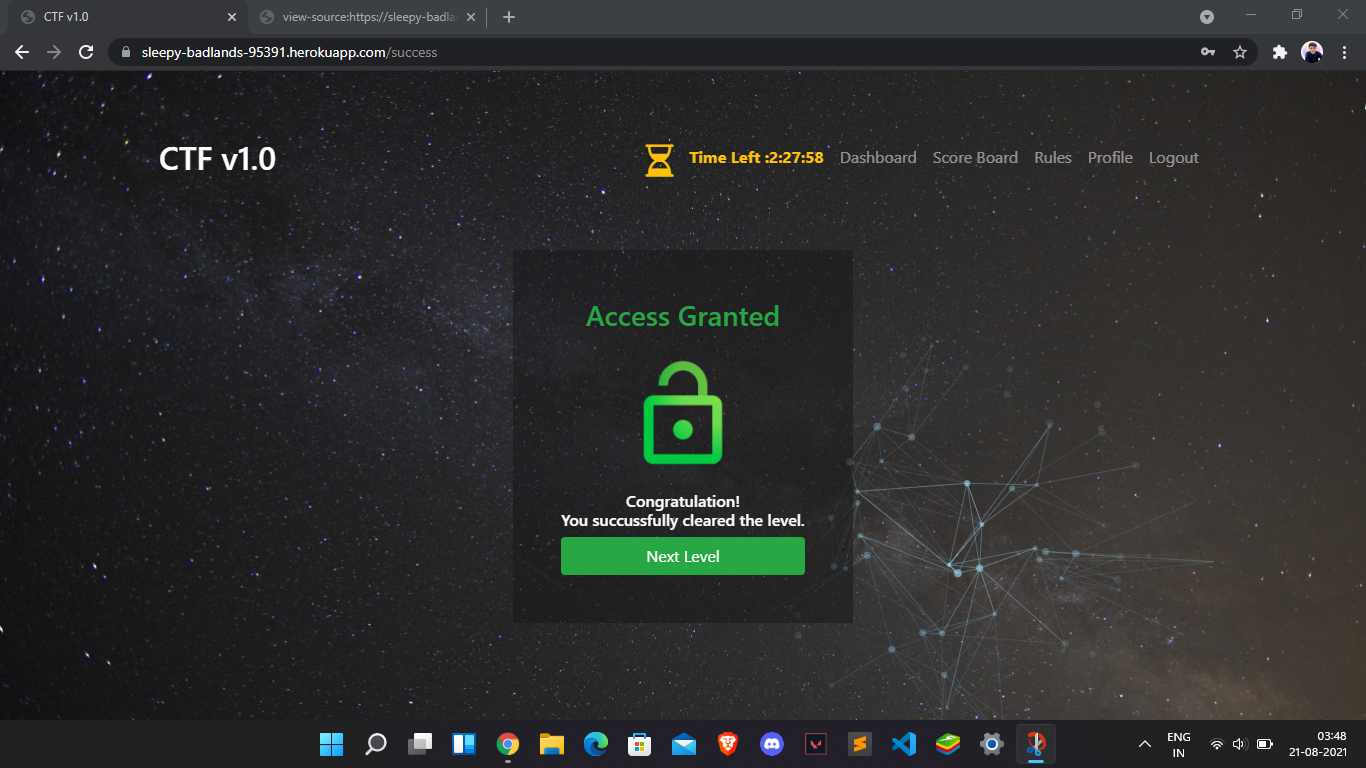 CTF v1.0
view-source:https://sleepy-badla
sleepy-badlands-95391.herokuapp.com/success
CTF v1.0
Time Left :2:27:58 Dashboard Score Board Rules Profile Logout
Access Granted
Congratulation!
You succussfully cleared the level.
Next Level
ENG
IN
03:48
21-08-2021